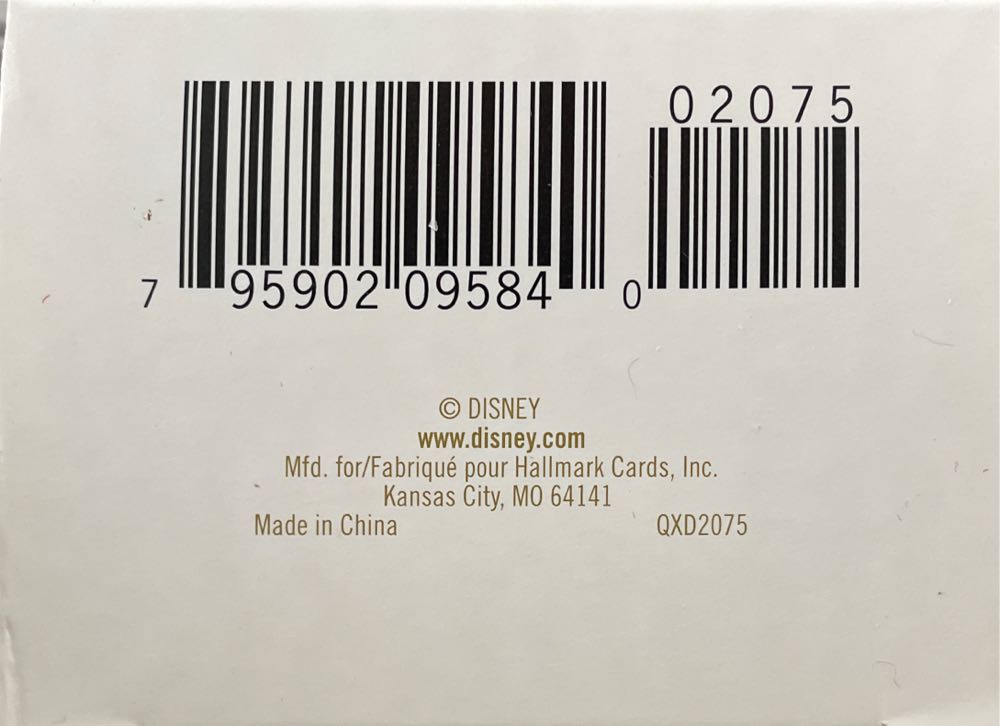 02075
7 95902 09584 0
© DISNEY
www.disney.com
Mfd. for/Fabriqué pour Hallmark Cards, Inc.
Kansas City, MO 64141
Made in China QXD2075